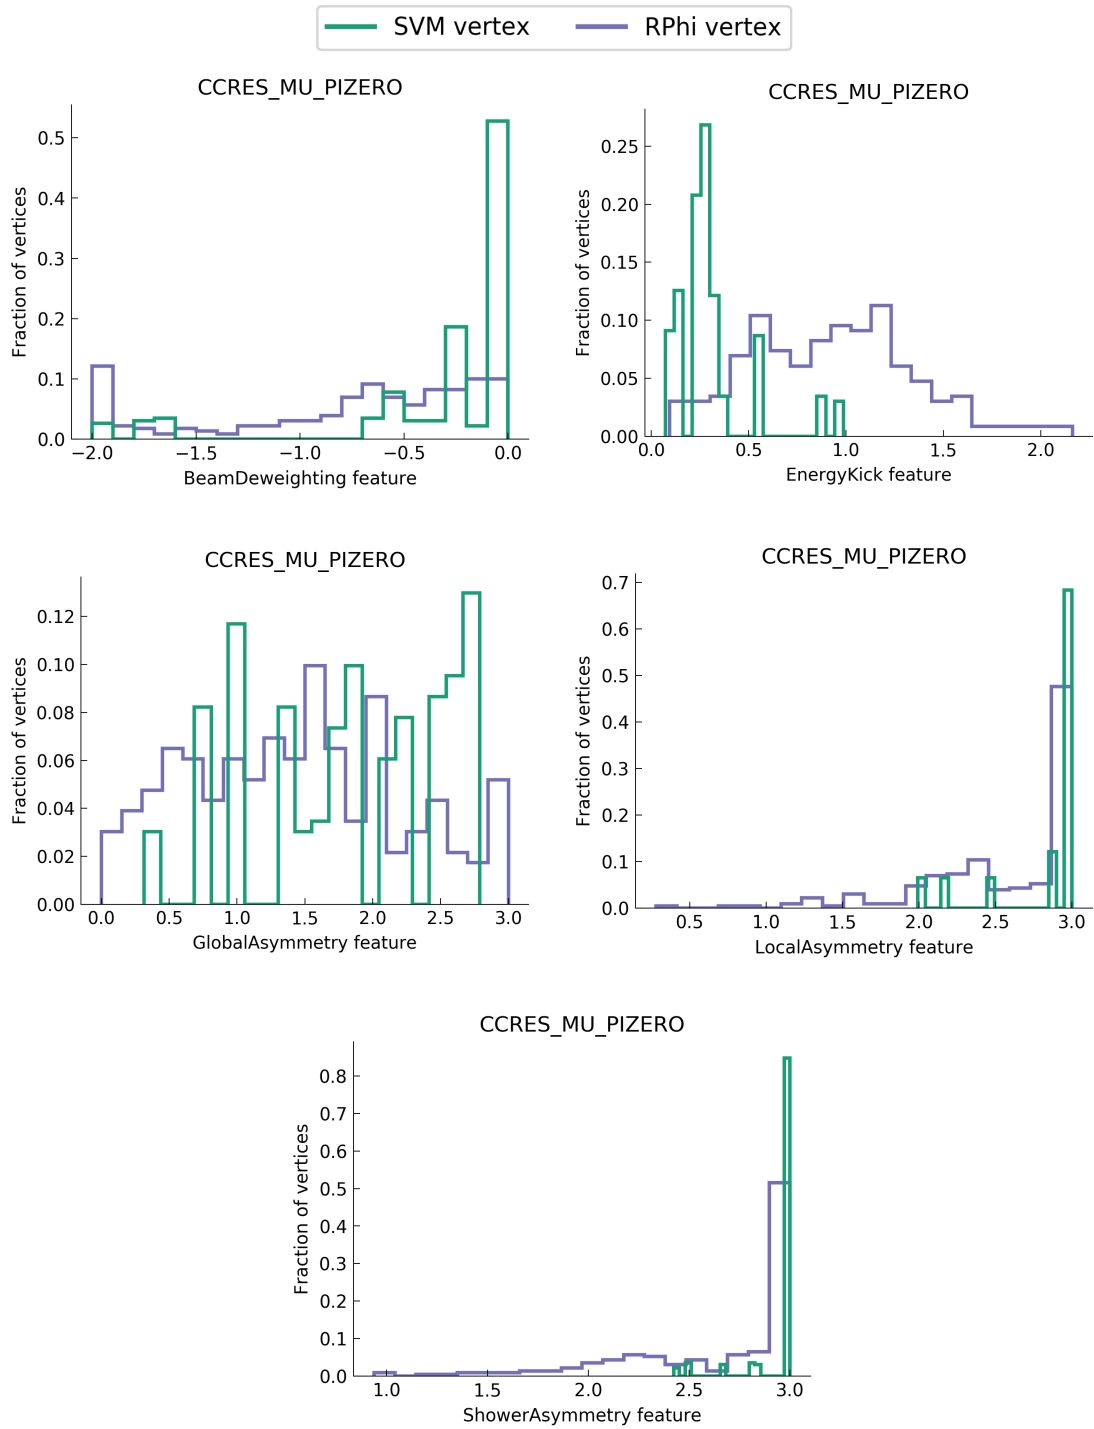 SVM vertex RPhi vertex
CCRES_MU_PIZERO
Fraction of vertices
0.5
0.4
0.3
0.2
0.1
0.0
−2.0 −1.5 −1.0 −0.5 0.0
BeamDeweighting feature
CCRES_MU_PIZERO
Fraction of vertices
0.25
0.20
0.15
0.10
0.05
0.00
0.0 0.5 1.0 1.5 2.0
EnergyKick feature
CCRES_MU_PIZERO
Fraction of vertices
0.12
0.10
0.08
0.06
0.04
0.02
0.00
0.0 0.5 1.0 1.5 2.0 2.5 3.0
GlobalAsymmetry feature
CCRES_MU_PIZERO
Fraction of vertices
0.7
0.6
0.5
0.4
0.3
0.2
0.1
0.0
0.5 1.0 1.5 2.0 2.5 3.0
LocalAsymmetry feature
CCRES_MU_PIZERO
Fraction of vertices
0.8
0.7
0.6
0.5
0.4
0.3
0.2
0.1
0.0
1.0 1.5 2.0 2.5 3.0
ShowerAsymmetry feature